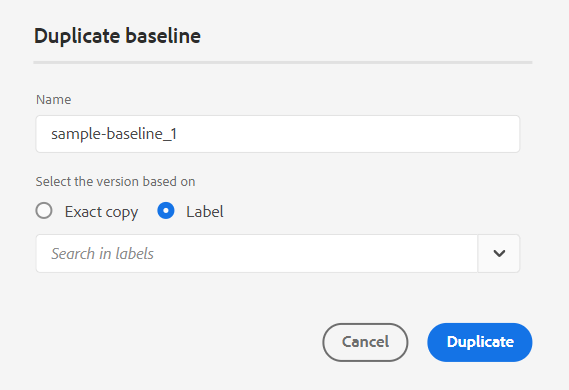 Duplicate baseline
Name
sample-baseline_1
Select the version based on
Exact copy Label
Search in labels
Cancel Duplicate